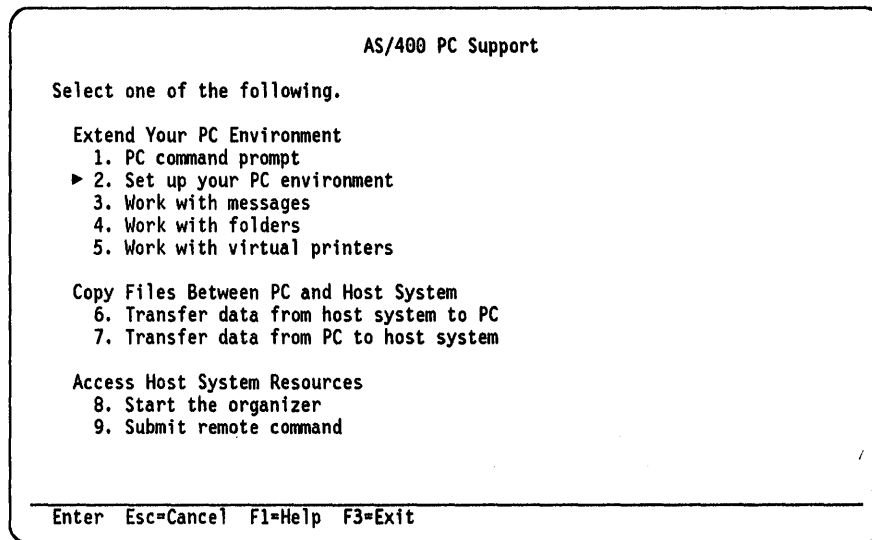 AS/400 PC Support
Select one of the following.
Extend Your PC Environment
1. PC command prompt
▶ 2. Set up your PC environment
3. Work with messages
4. Work with folders
5. Work with virtual printers
Copy Files Between PC and Host System
6. Transfer data from host system to PC
7. Transfer data from PC to host system
Access Host System Resources
8. Start the organizer
9. Submit remote command
Enter Esc=Cancel F1=Help F3=Exit